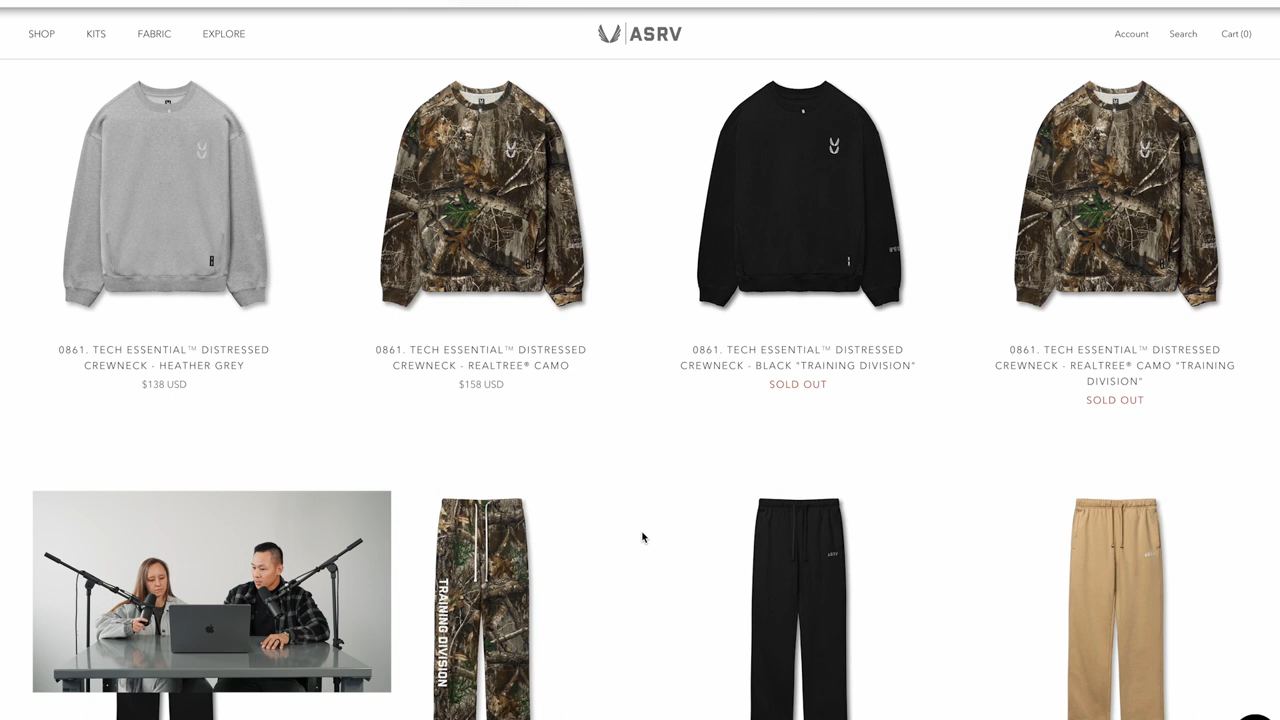 SHOP
KITS
FABRIC
EXPLORE
ASRV
Account
Search
Cart (0)
0861. TECH ESSENTIAL™ DISTRESSED
CREWNECK - HEATHER GREY
$138 USD
0861. TECH ESSENTIAL™ DISTRESSED
CREWNECK - REALTREE® CAMO
$158 USD
0861. TECH ESSENTIAL™ DISTRESSED
CREWNECK - BLACK "TRAINING DIVISION"
SOLD OUT
0861. TECH ESSENTIAL™ DISTRESSED
CREWNECK - REALTREE® CAMO "TRAINING
DIVISION"
SOLD OUT
TRAINING DIVISION
ASRV
ASRV